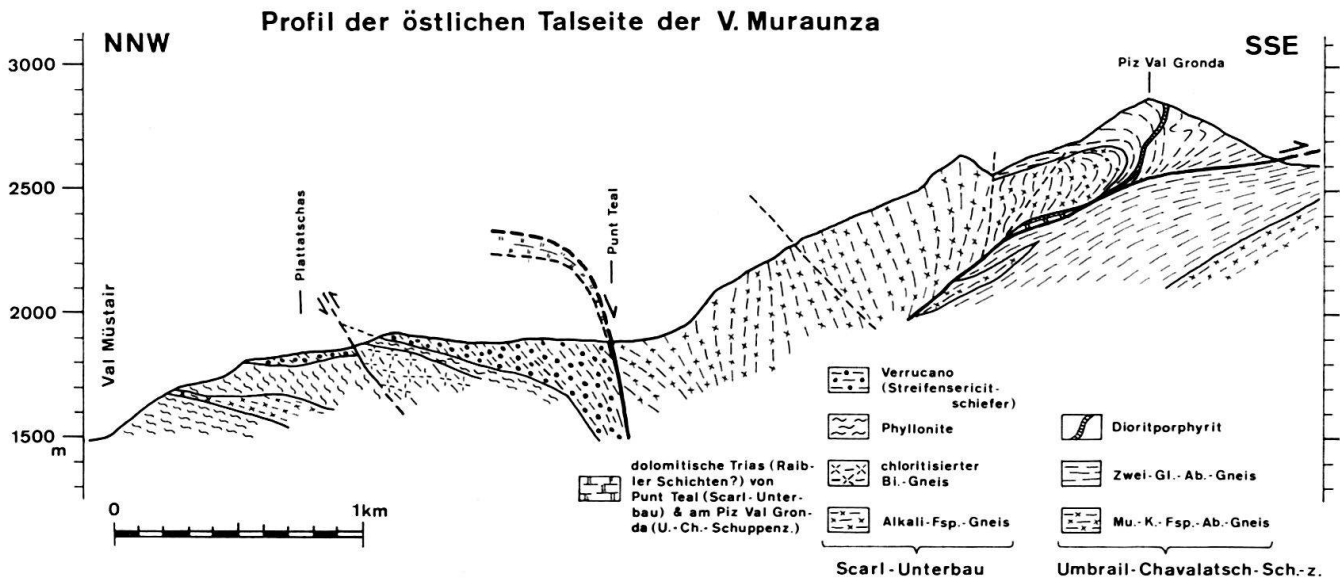 Profil der östlichen Talseite der V. Muraunza
NNW
SSE
3000
2500
2000
1500
m
Val Müstair
Plattatschas
Punt Teal
Piz Val Gronda
0
1km
dolomitische Trias (Raib-
ler Schichten?) von
Punt Teal (Scarl-Unter-
bau) & am Piz Val Gron-
da (U.-Ch.-Schuppenz.)
Verrucano
(Streifensericit-
schiefer)
Phyllonite
chloritisierter
Bi.-Gneis
Alkali-Fsp.-Gneis
Scarl-Unterbau
Dioritporphyrit
Zwei-Gl.-Ab.-Gneis
Mu.-K.-Fsp.-Ab.-Gneis
Umbrail-Chavalatsch-Sch.-z.